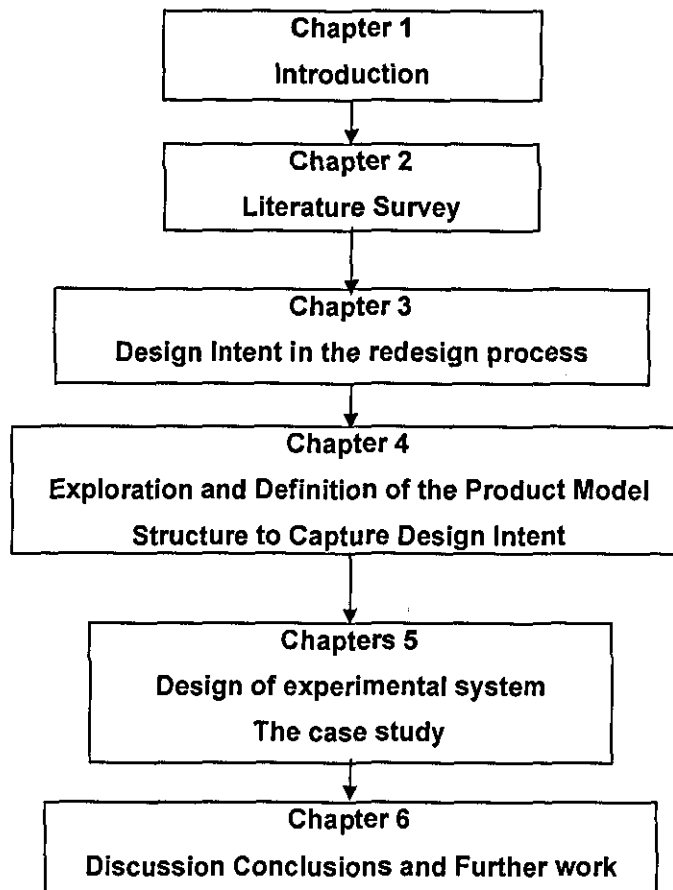 Chapter 1
Introduction
Chapter 2
Literature Survey
Chapter 3
Design Intent in the redesign process
Chapter 4
Exploration and Definition of the Product Model
Structure to Capture Design Intent
Chapters 5
Design of experimental system
The case study
Chapter 6
Discussion Conclusions and Further work